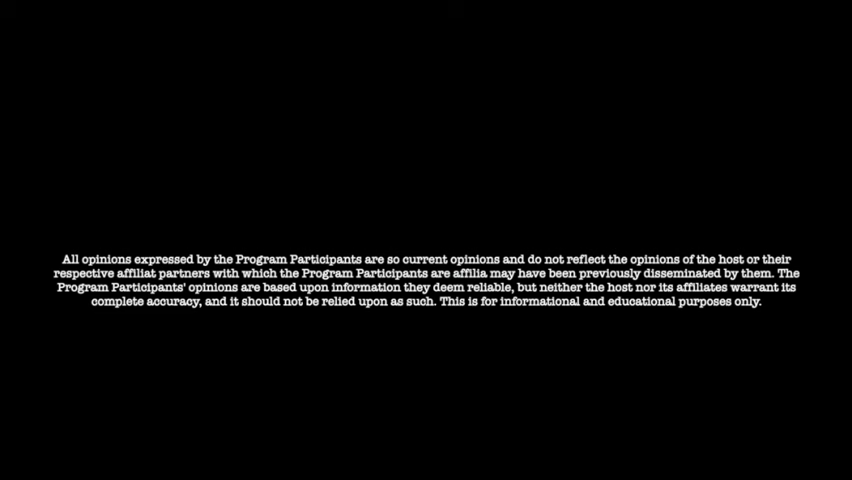 All opinions expressed by the Program Participants are so current opinions and do not reflect the opinions of the host or their
respective affiliat partners with which the Program Participants are affilia may have been previously disseminated by them. The
Program Participants' opinions are based upon information they deem reliable, but neither the host nor its affiliates warrant its
complete accuracy, and it should not be relied upon as such. This is for informational and educational purposes only.